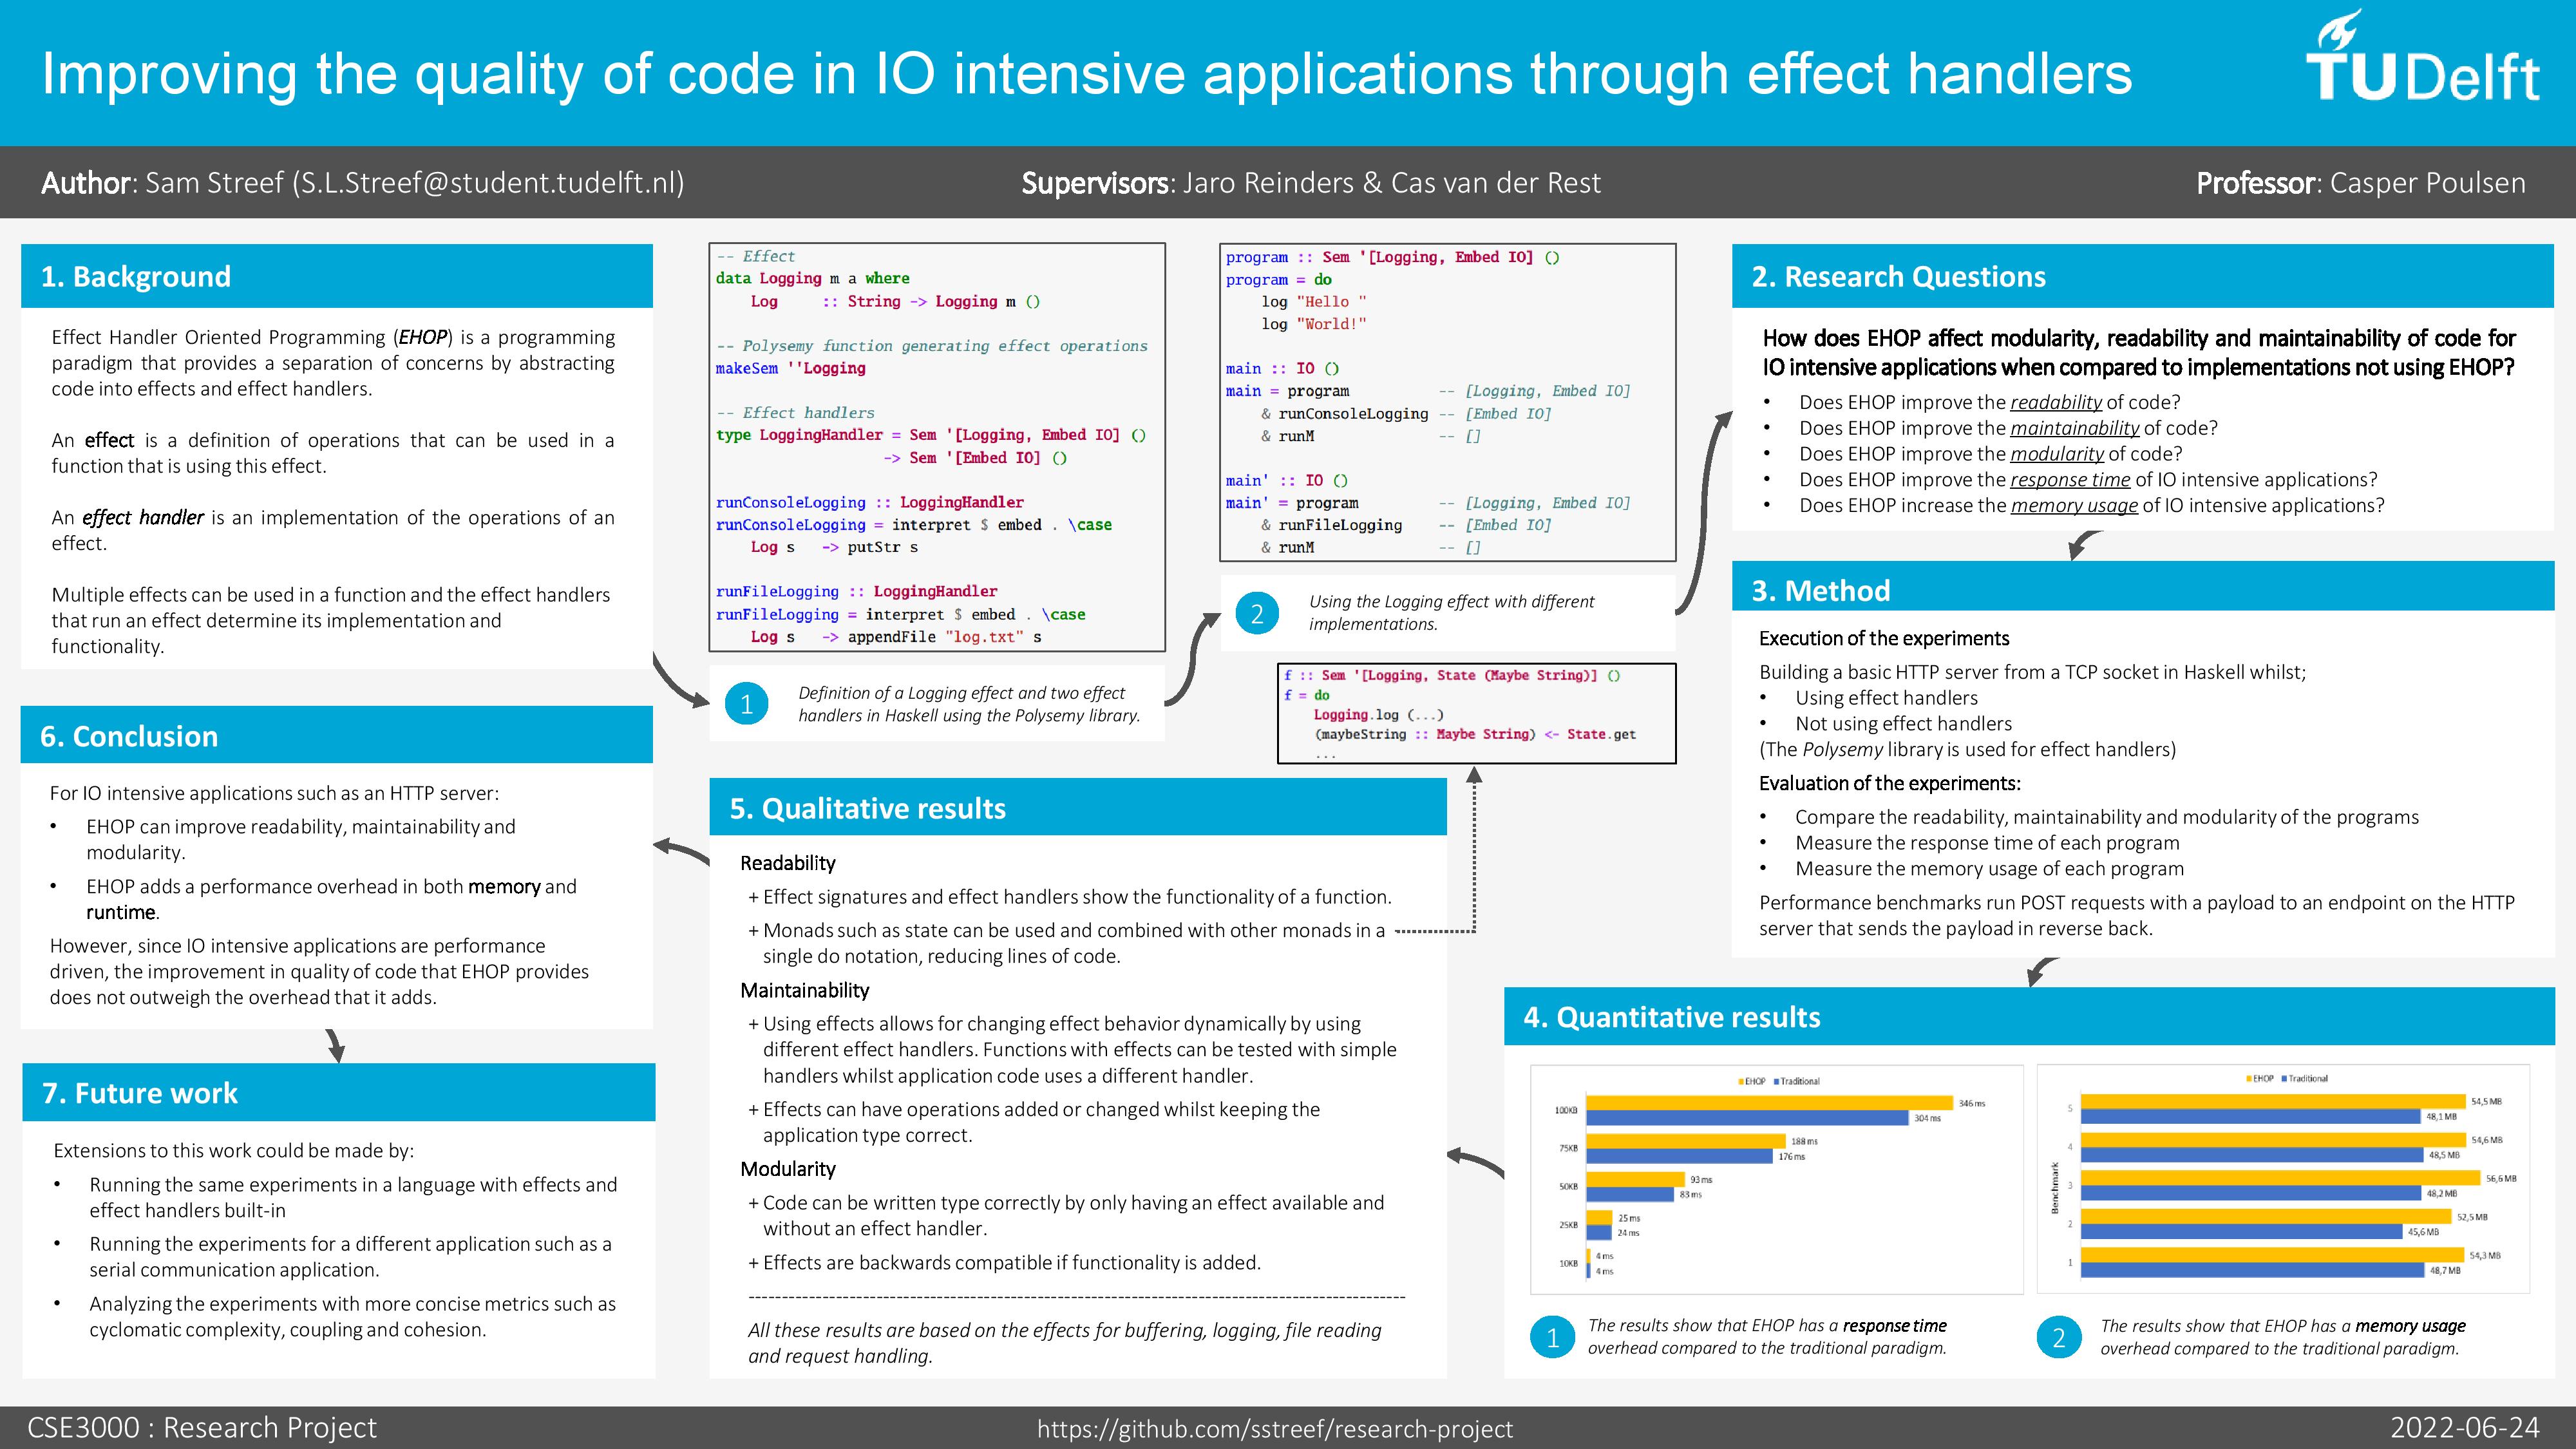 Improving the quality of code in IO intensive applications through effect handlers
TUDelft
Author: Sam Streef (S.L.Streef@student.tudelft.nl)
Supervisors: Jaro Reinders & Cas van der Rest
Professor: Casper Poulsen
1. Background
Effect Handler Oriented Programming (EHOP) is a programming
paradigm that provides a separation of concerns by abstracting
code into effects and effect handlers.
An effect is a definition of operations that can be used in a
function that is using this effect.
An effect handler is an implementation of the operations of an
effect.
Multiple effects can be used in a function and the effect handlers
that run an effect determine its implementation and
functionality.
-- Effect
data Logging m a where
    Log     :: String -> Logging m ()
-- Polysemy function generating effect operations
makeSem ''Logging
-- Effect handlers
type LoggingHandler = Sem '[Logging, Embed IO] ()
                    -> Sem '[Embed IO] ()
runConsoleLogging :: LoggingHandler
runConsoleLogging = interpret $ embed . \case
    Log s   -> putStr s
runFileLogging :: LoggingHandler
runFileLogging = interpret $ embed . \case
    Log s   -> appendFile "log.txt" s
1
Definition of a Logging effect and two effect
handlers in Haskell using the Polysemy library.
program :: Sem '[Logging, Embed IO] ()
program = do
    log "Hello "
    log "World!"
main :: IO ()
main = program           -- [Logging, Embed IO]
    & runConsoleLogging -- [Embed IO]
    & runM              -- []
main' :: IO ()
main' = program          -- [Logging, Embed IO]
    & runFileLogging    -- [Embed IO]
    & runM              -- []
2
Using the Logging effect with different
implementations.
f :: Sem '[Logging, State (Maybe String)] ()
f = do
    Logging.log (...)
    (maybeString :: Maybe String) <- State.get
    ...
2. Research Questions
How does EHOP affect modularity, readability and maintainability of code for
IO intensive applications when compared to implementations not using EHOP?
• Does EHOP improve the readability of code?
• Does EHOP improve the maintainability of code?
• Does EHOP improve the modularity of code?
• Does EHOP improve the response time of IO intensive applications?
• Does EHOP increase the memory usage of IO intensive applications?
3. Method
Execution of the experiments
Building a basic HTTP server from a TCP socket in Haskell whilst;
• Using effect handlers
• Not using effect handlers
(The Polysemy library is used for effect handlers)
Evaluation of the experiments:
• Compare the readability, maintainability and modularity of the programs
• Measure the response time of each program
• Measure the memory usage of each program
Performance benchmarks run POST requests with a payload to an endpoint on the HTTP
server that sends the payload in reverse back.
4. Quantitative results
EHOP Traditional
100KB 346 ms
304 ms
75KB 188 ms
176 ms
50KB 93 ms
83 ms
25KB 25 ms
24 ms
10KB 4 ms
4 ms
1
The results show that EHOP has a response time
overhead compared to the traditional paradigm.
EHOP Traditional
Benchmark
5 54,5 MB
48,1 MB
4 54,6 MB
48,5 MB
3 56,6 MB
48,2 MB
2 52,5 MB
45,6 MB
1 54,3 MB
48,7 MB
2
The results show that EHOP has a memory usage
overhead compared to the traditional paradigm.
5. Qualitative results
Readability
+ Effect signatures and effect handlers show the functionality of a function.
+ Monads such as state can be used and combined with other monads in a
single do notation, reducing lines of code.
Maintainability
+ Using effects allows for changing effect behavior dynamically by using
different effect handlers. Functions with effects can be tested with simple
handlers whilst application code uses a different handler.
+ Effects can have operations added or changed whilst keeping the
application type correct.
Modularity
+ Code can be written type correctly by only having an effect available and
without an effect handler.
+ Effects are backwards compatible if functionality is added.
All these results are based on the effects for buffering, logging, file reading
and request handling.
6. Conclusion
For IO intensive applications such as an HTTP server:
• EHOP can improve readability, maintainability and
modularity.
• EHOP adds a performance overhead in both memory and
runtime.
However, since IO intensive applications are performance
driven, the improvement in quality of code that EHOP provides
does not outweigh the overhead that it adds.
7. Future work
Extensions to this work could be made by:
• Running the same experiments in a language with effects and
effect handlers built-in
• Running the experiments for a different application such as a
serial communication application.
• Analyzing the experiments with more concise metrics such as
cyclomatic complexity, coupling and cohesion.
CSE3000 : Research Project
https://github.com/sstreef/research-project
2022-06-24